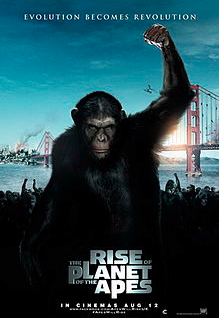 EVOLUTION BECOMES REVOLUTION
RISE OF
THE PLANET
OF THE APES
IN CINEMAS AUG 12